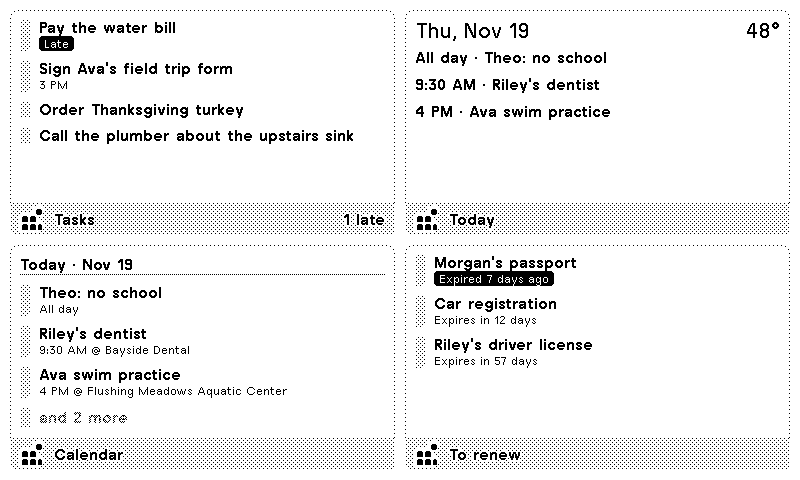 Pay the water bill
Late
Sign Ava's field trip form
3 PM
Order Thanksgiving turkey
Call the plumber about the upstairs sink
Tasks
1 late
Thu, Nov 19
48°
All day · Theo: no school
9:30 AM · Riley's dentist
4 PM · Ava swim practice
Today
Today · Nov 19
Theo: no school
All day
Riley's dentist
9:30 AM @ Bayside Dental
Ava swim practice
4 PM @ Flushing Meadows Aquatic Center
and 2 more
Calendar
Morgan's passport
Expired 7 days ago
Car registration
Expires in 12 days
Riley's driver license
Expires in 57 days
To renew